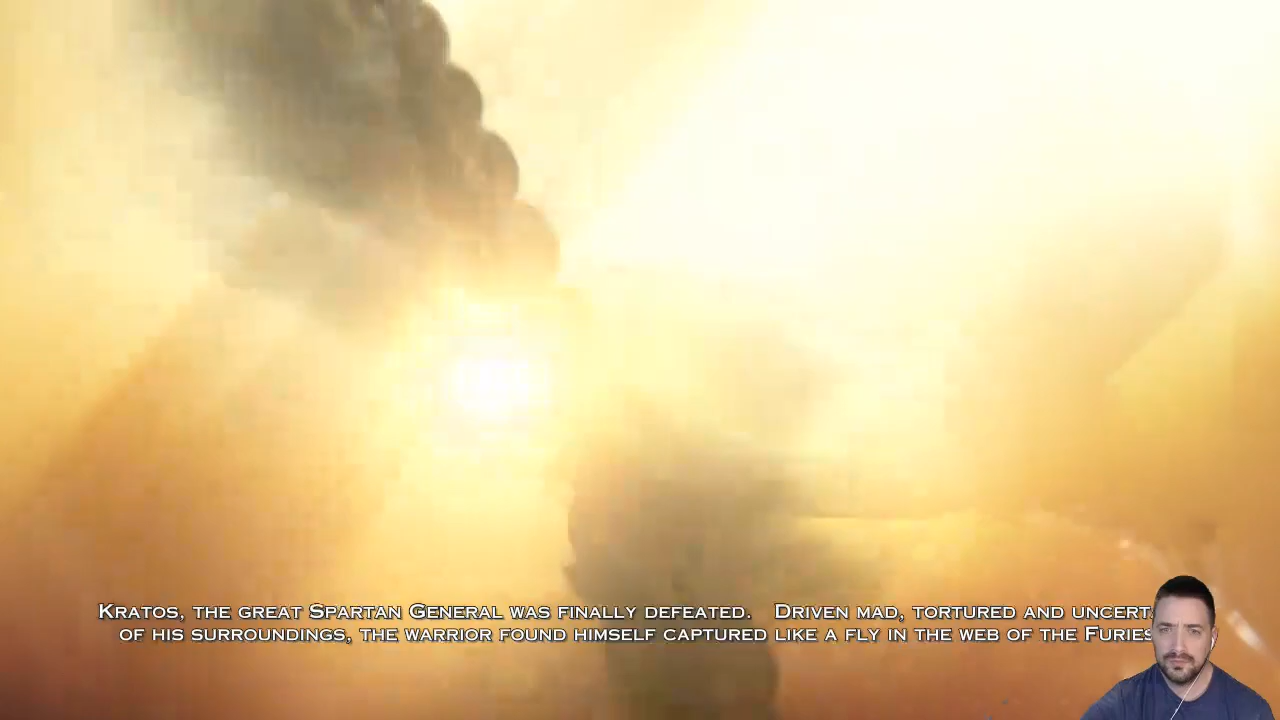 Kratos, the great Spartan General was finally defeated. Driven mad, tortured and
of his surroundings, the warrior found himself captured like a fly in the web of the Furies